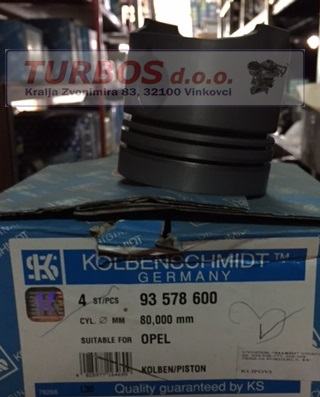 TURBOS d.o.o.
Kralja Zvonimira 83, 32100 Vinkovci
KS KOLBENSCHMIDT™
GERMANY
4 ST/PCS 93 578 600
CYL. Ø MM 80,000 mm
SUITABLE FOR OPEL
KOLBEN/PISTON
Quality guaranteed by KS